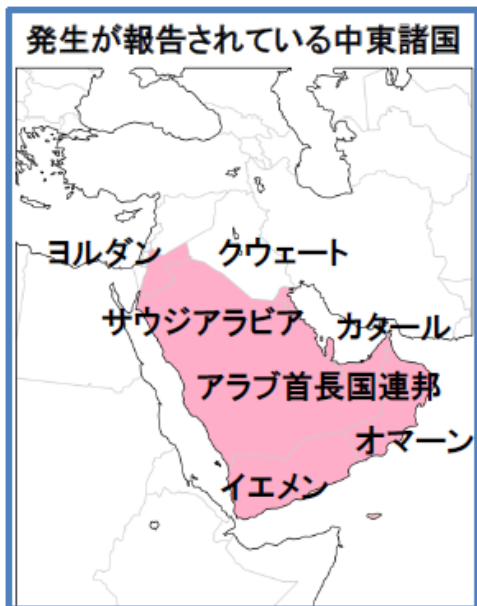 発生が報告されている中東諸国
ヨルダン
クウェート
サウジアラビア
カタール
アラブ首長国連邦
オマーン
イエメン